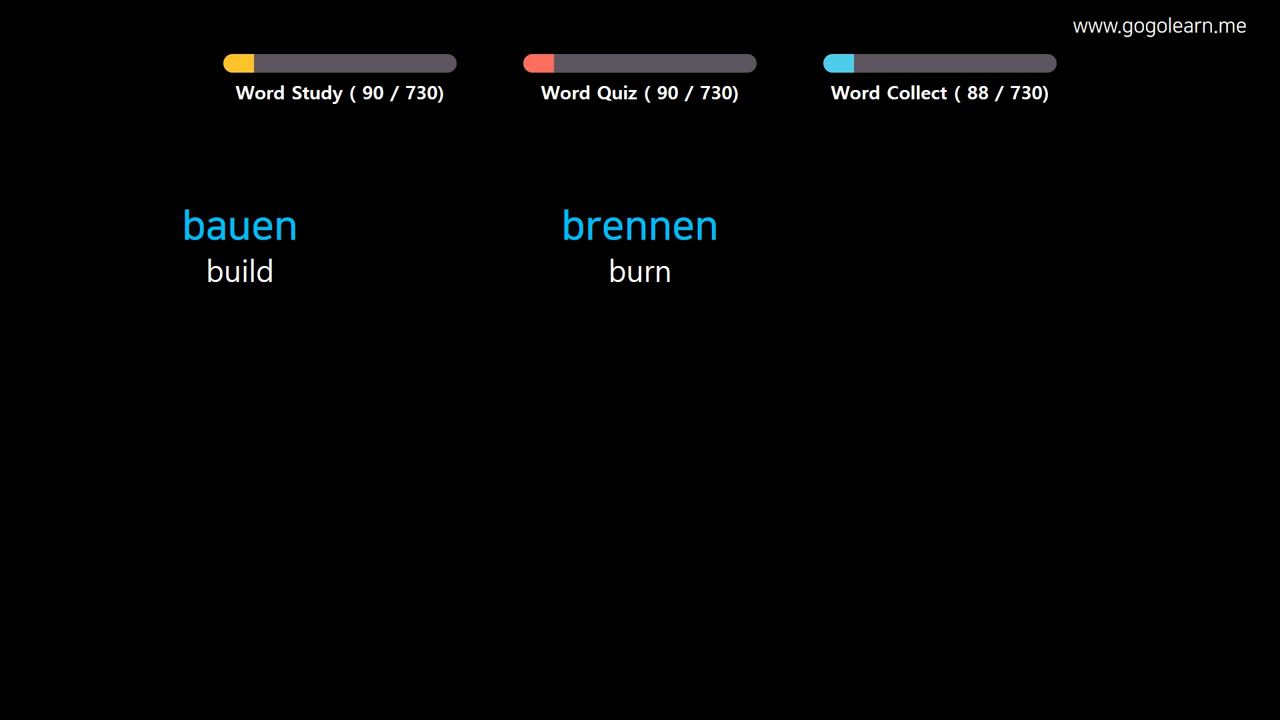 www.gogolearn.me
Word Study ( 90 / 730)
Word Quiz ( 90 / 730)
Word Collect ( 88 / 730)
bauen
build
brennen
burn